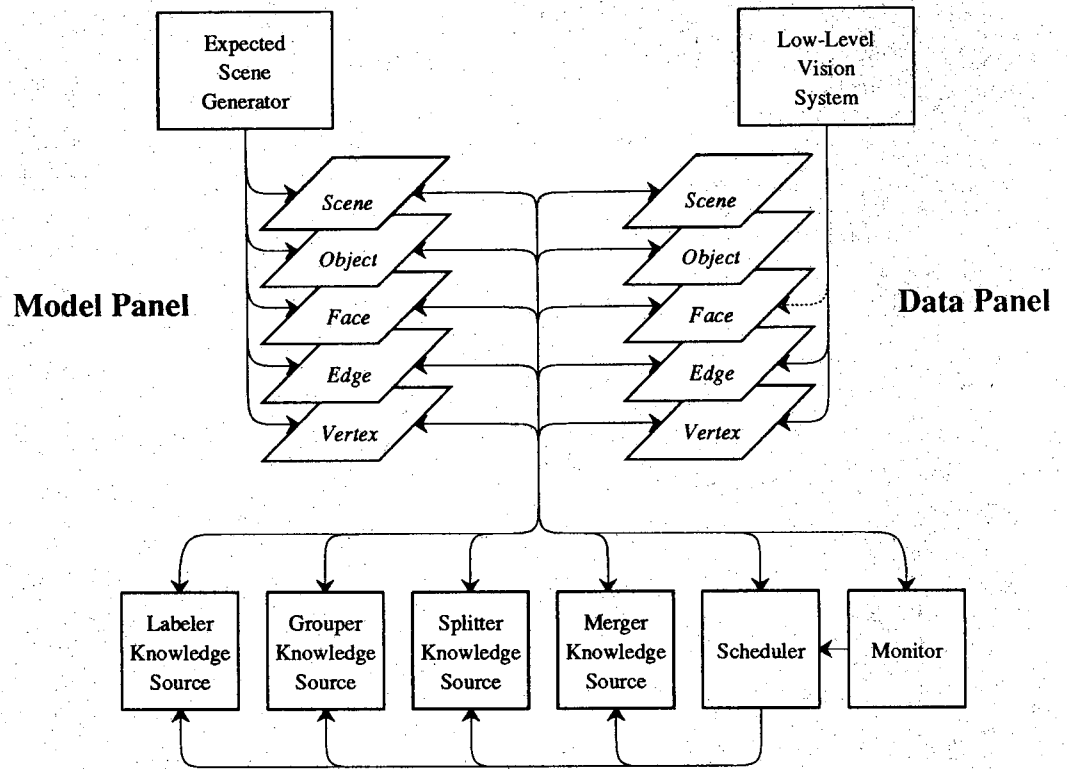 Expected
Scene
Generator
Low-Level
Vision
System
Scene
Object
Face
Edge
Vertex
Scene
Object
Face
Edge
Vertex
Model Panel
Data Panel
Labeler
Knowledge
Source
Grouper
Knowledge
Source
Splitter
Knowledge
Source
Merger
Knowledge
Source
Scheduler
Monitor